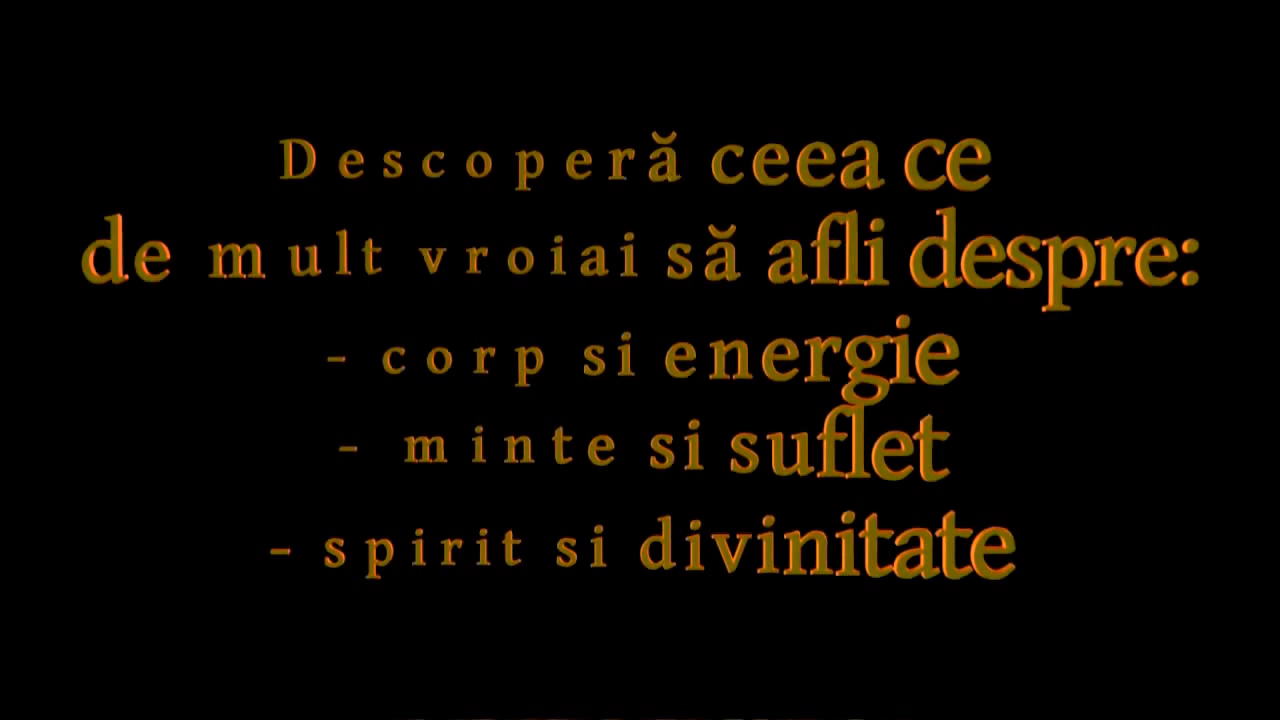 Descoperă ceea ce
de mult vroiai să afli despre:
- corp si energie
- minte si suflet
- spirit si divinitate